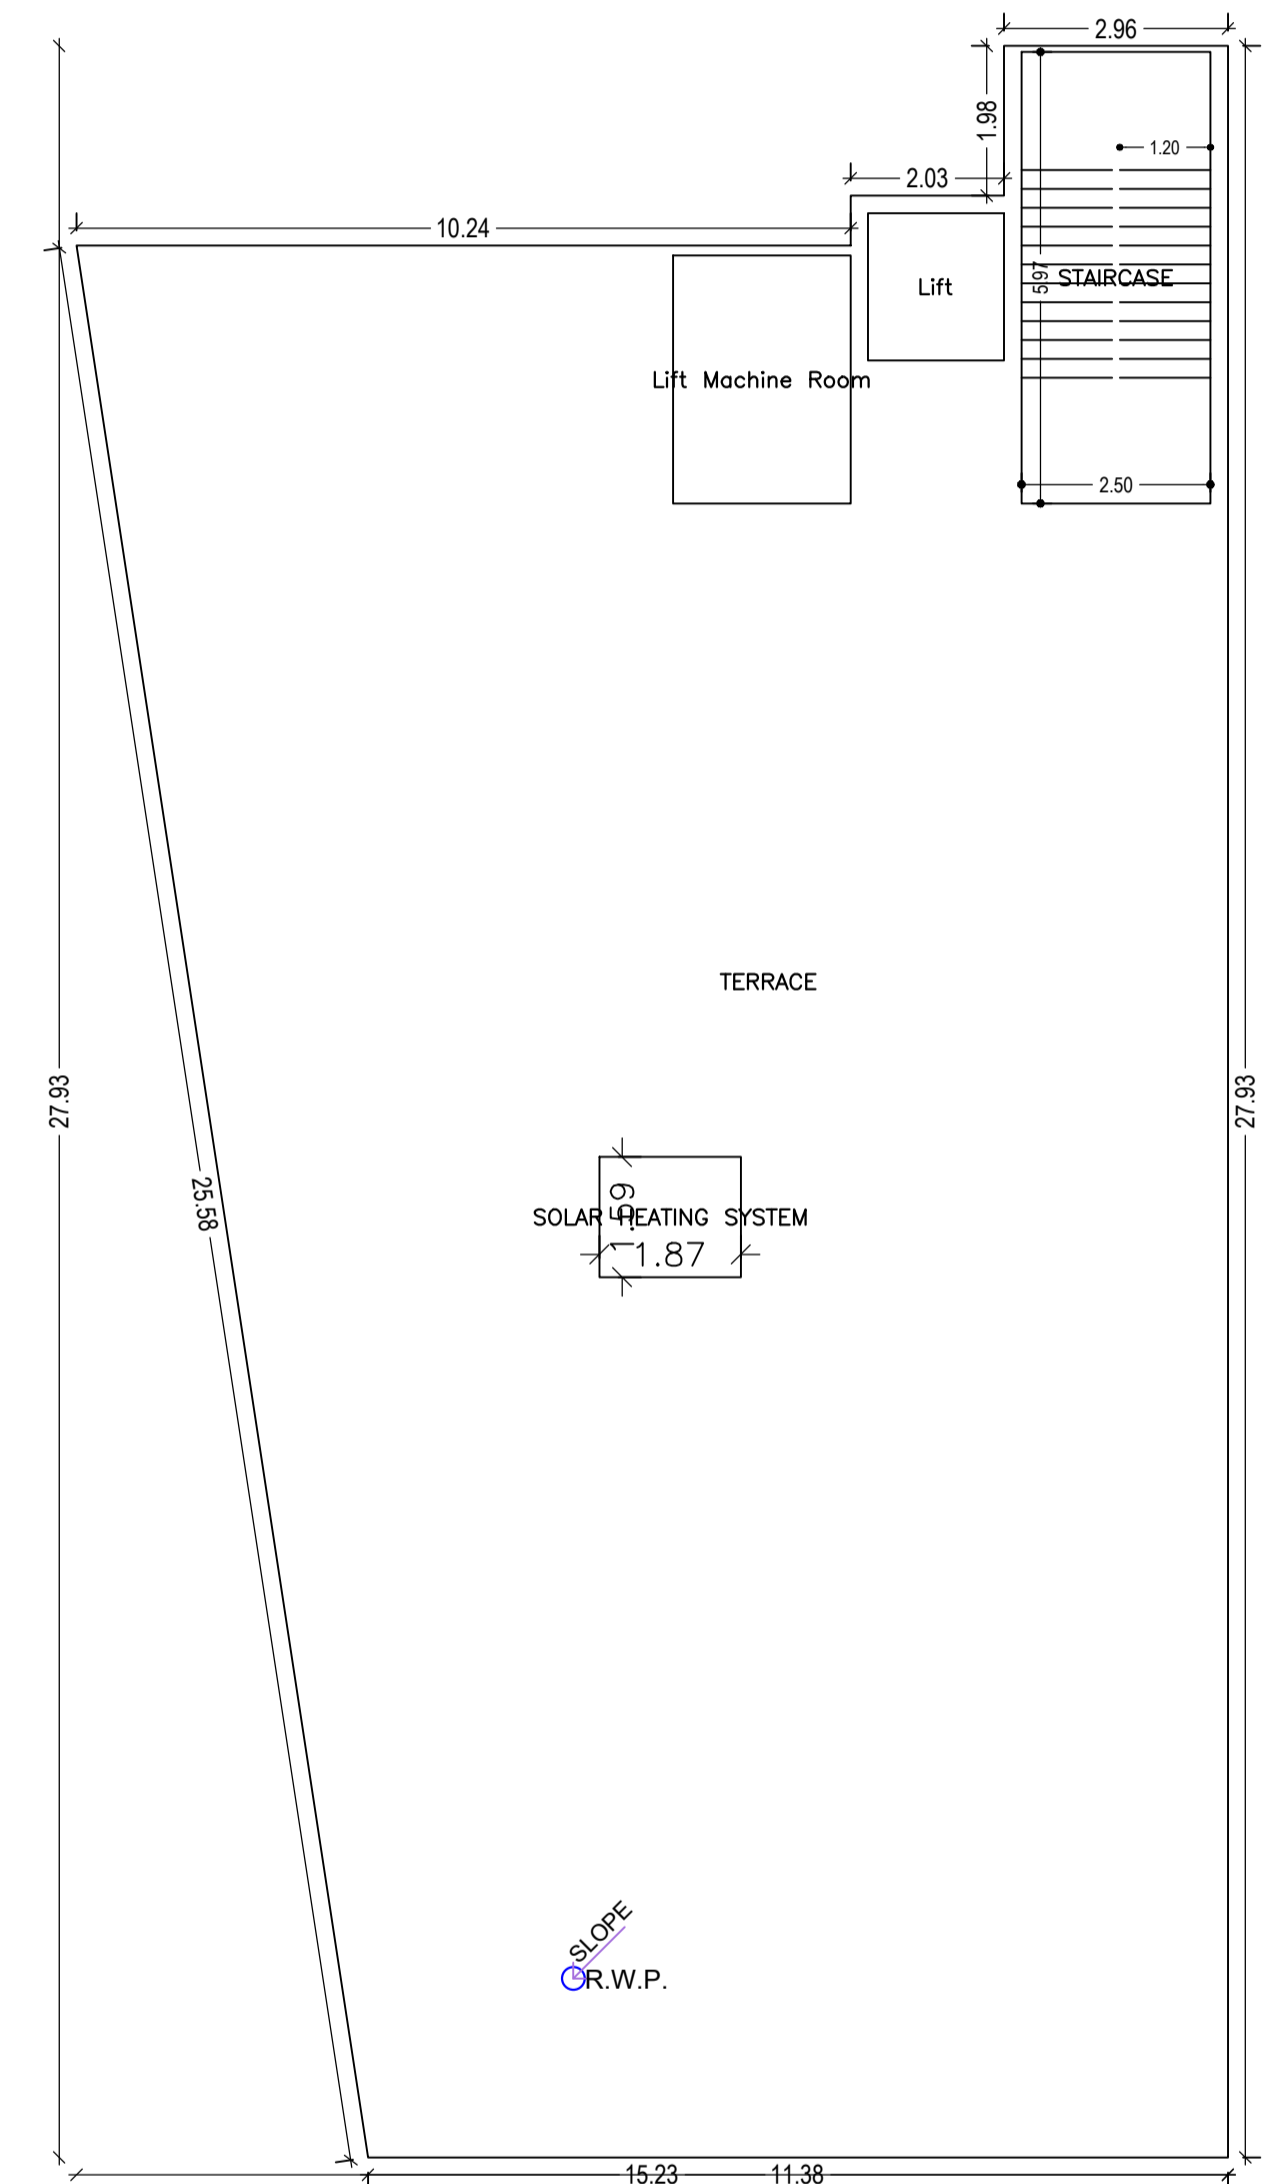 2.96
1.98
1.20
2.03
10.24
5.97
STAIRCASE
Lift
Lift Machine Room
2.50
TERRACE
27.93
27.93
25.58
1.59
SOLAR HEATING SYSTEM
1.87
SLOPE
R.W.P.
15.23
11.38